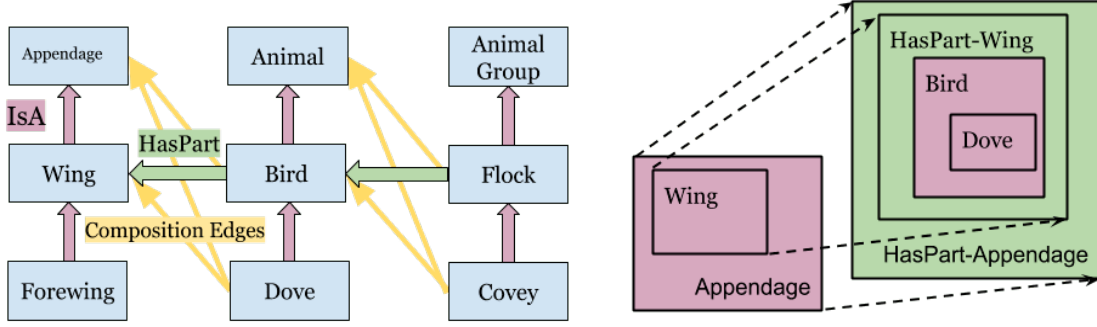 Appendage
Animal
Animal
Group
IsA
HasPart
Wing
Bird
Flock
Composition Edges
Forewing
Dove
Covey
HasPart-Wing
Bird
Dove
Wing
HasPart-Appendage
Appendage